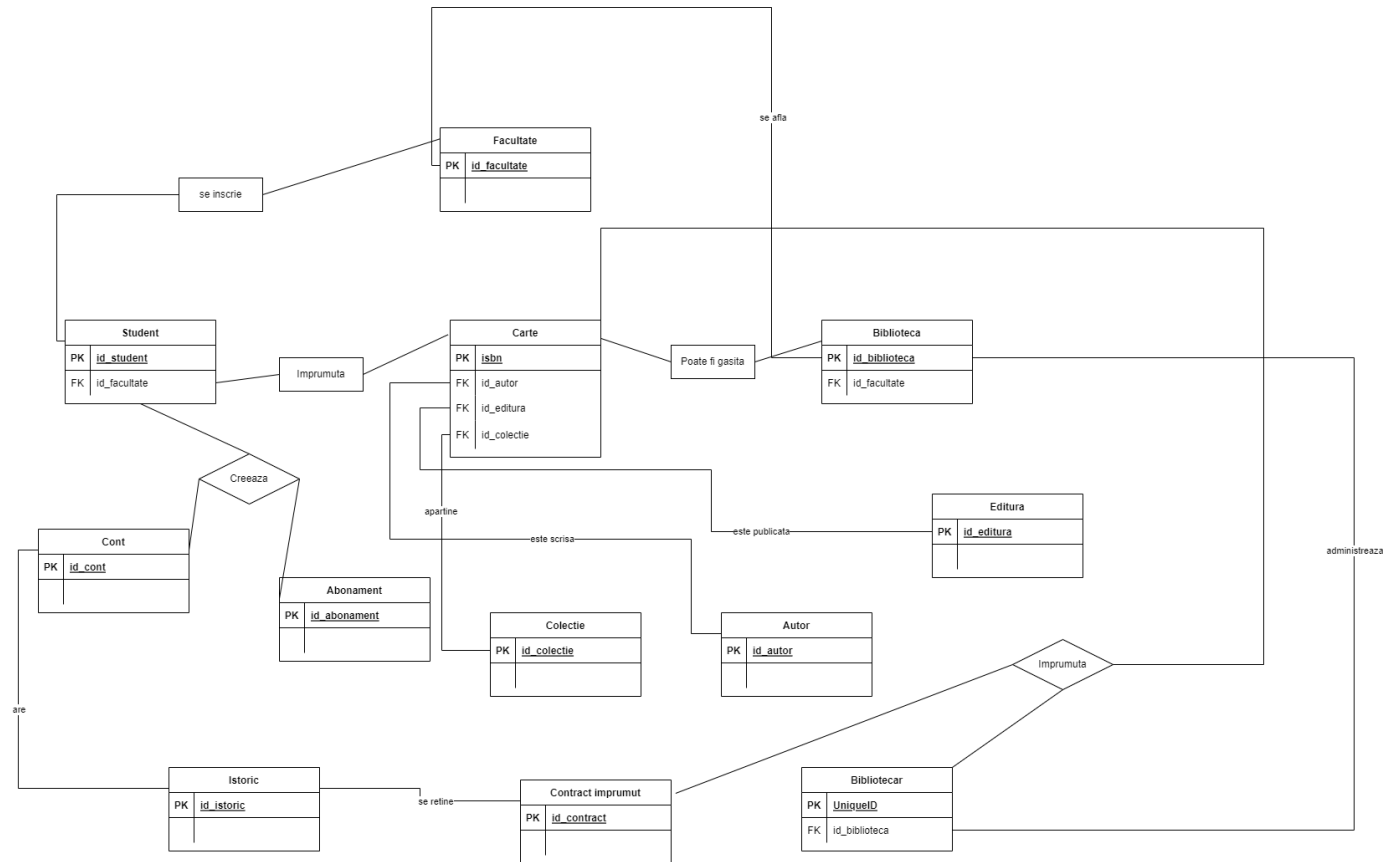 se afla
Facultate
PK id_facultate
se inscrie
Student
PK id_student
FK id_facultate
Imprumuta
Carte
PK isbn
FK id_autor
FK id_editura
FK id_colectie
Poate fi gasita
Biblioteca
PK id_biblioteca
FK id_facultate
Creeaza
apartine
este scrisa
este publicata
Editura
PK id_editura
administreaza
Cont
PK id_cont
Abonament
PK id_abonament
Colectie
PK id_colectie
Autor
PK id_autor
Imprumuta
are
Istoric
PK id_istoric
se retine
Contract imprumut
PK id_contract
Bibliotecar
PK UniqueID
FK id_biblioteca